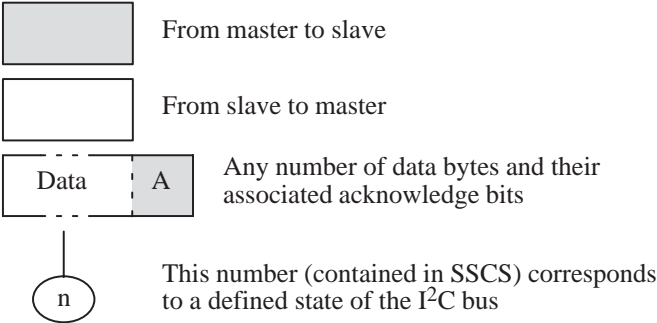 From master to slave
From slave to master
Data A Any number of data bytes and their
associated acknowledge bits
n This number (contained in SSCS) corresponds
to a defined state of the I²C bus